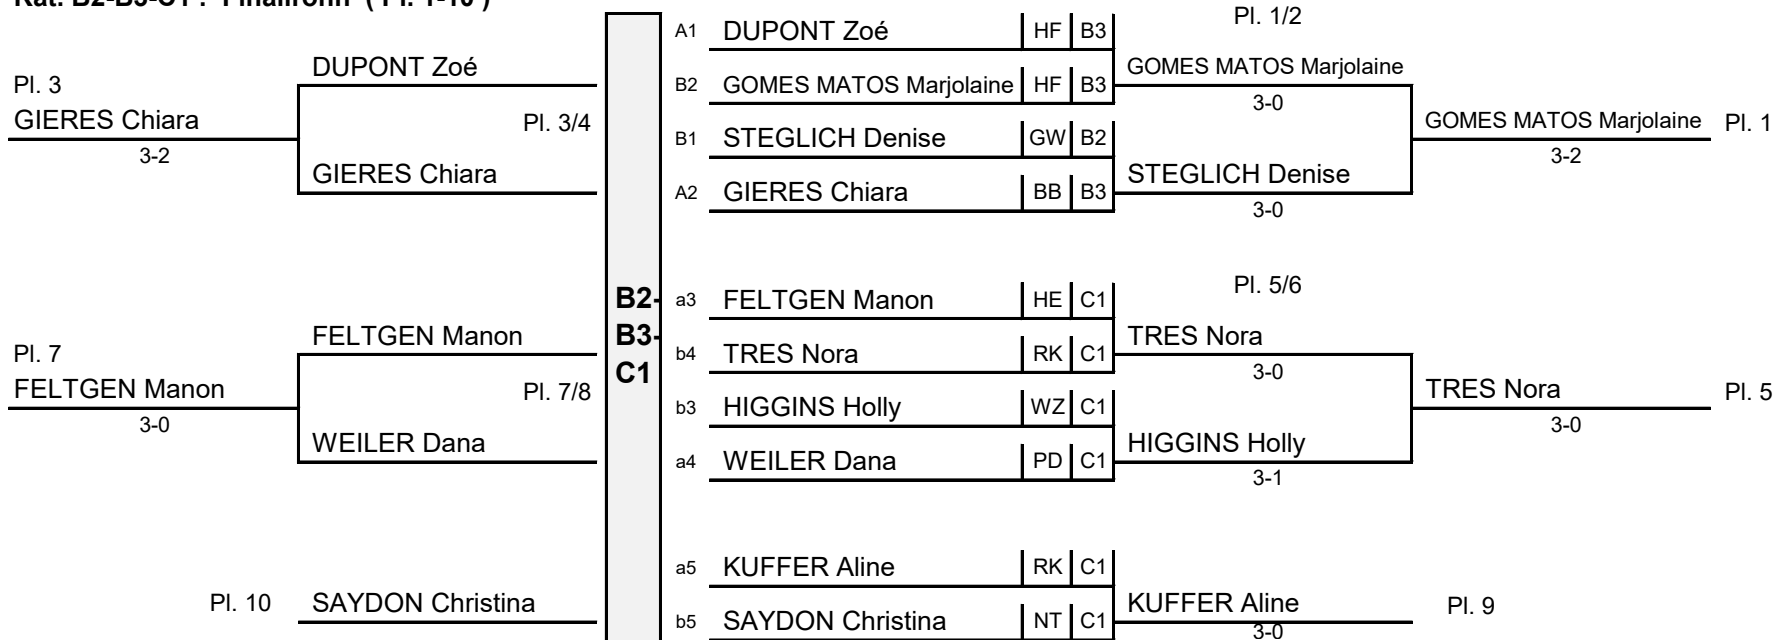 Kat. B2-B3-C1 : Finallronn ( Pl. 1-10 )
Pl. 1/2
A1 DUPONT Zoé HF B3
DUPONT Zoé
GOMES MATOS Marjolaine
Pl. 3
B2 GOMES MATOS Marjolaine HF B3
3-0
GIERES Chiara
Pl. 3/4
GOMES MATOS Marjolaine Pl. 1
B1 STEGLICH Denise GW B2
3-2
3-2
GIERES Chiara
STEGLICH Denise
A2 GIERES Chiara BB B3
3-0
Pl. 5/6
B2-
B3-
C1
a3 FELTGEN Manon HE C1
FELTGEN Manon
TRES Nora
Pl. 7
b4 TRES Nora RK C1
3-0
FELTGEN Manon
Pl. 7/8
TRES Nora Pl. 5
b3 HIGGINS Holly WZ C1
3-0
3-0
WEILER Dana
HIGGINS Holly
a4 WEILER Dana PD C1
3-1
a5 KUFFER Aline RK C1
Pl. 10 SAYDON Christina
KUFFER Aline Pl. 9
b5 SAYDON Christina NT C1
3-0